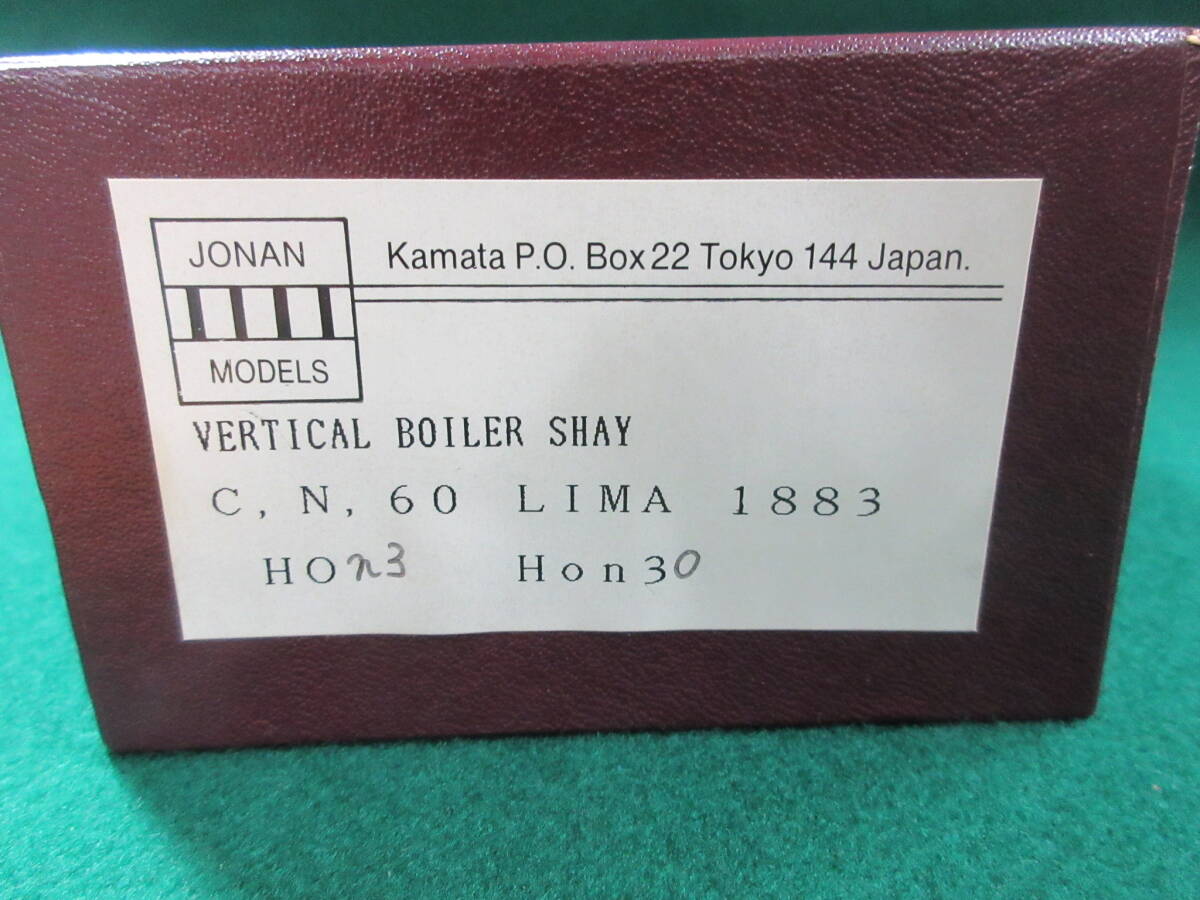 JONAN
MODELS
Kamata P.O. Box 22 Tokyo 144 Japan.
VERTICAL BOILER SHAY
C, N, 60 LIMA 1883
HOn3 Hon30